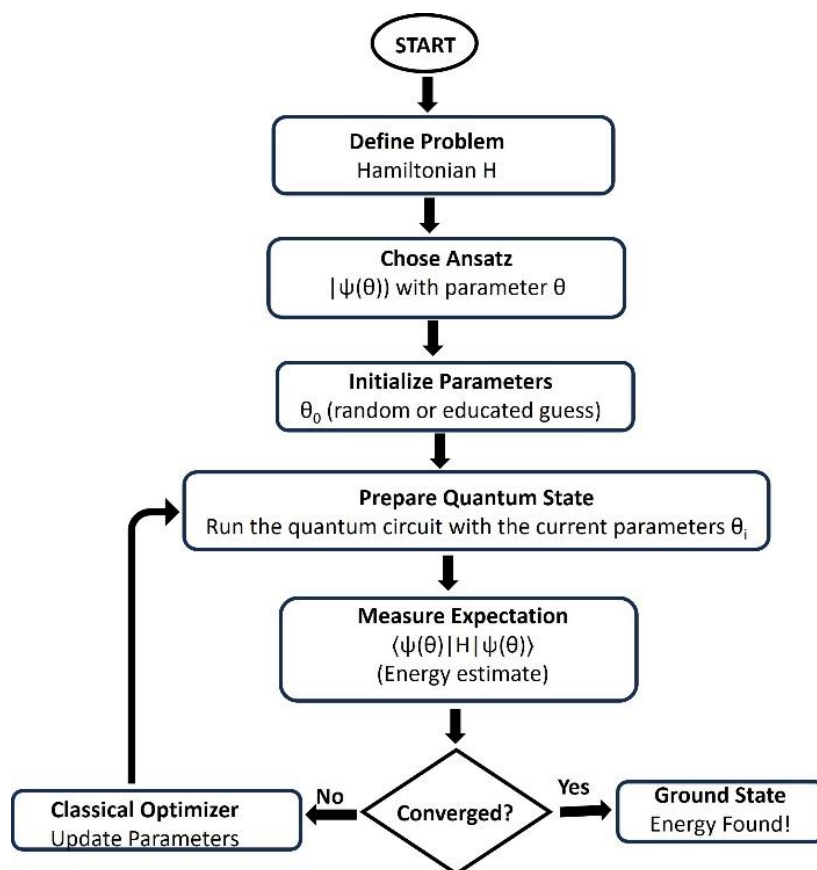 START
Define Problem
Hamiltonian H
Chose Ansatz
|ψ(θ)) with parameter θ
Initialize Parameters
θ₀ (random or educated guess)
Prepare Quantum State
Run the quantum circuit with the current parameters θᵢ
Measure Expectation
⟨ψ(θ)|H|ψ(θ)⟩
(Energy estimate)
Converged?
No
Yes
Classical Optimizer
Update Parameters
Ground State
Energy Found!